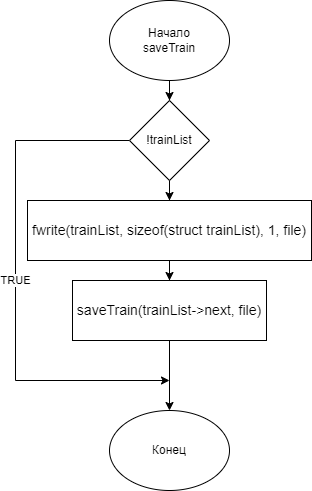 Начало
saveTrain
!trainList
fwrite(trainList, sizeof(struct trainList), 1, file)
TRUE
saveTrain(trainList->next, file)
Конец